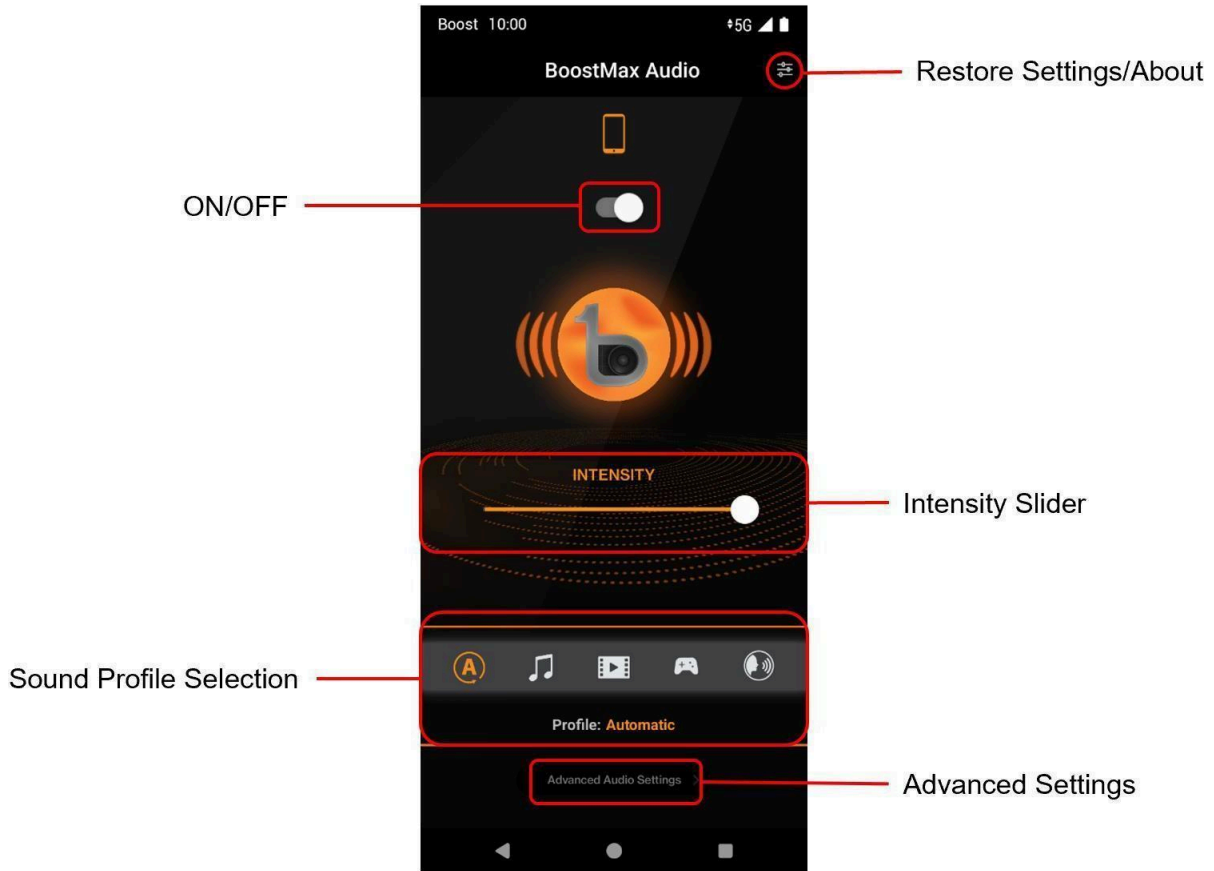 Boost 10:00 5G
BoostMax Audio
Restore Settings/About
ON/OFF
b
INTENSITY
Intensity Slider
A
Sound Profile Selection
Profile: Automatic
Advanced Audio Settings >
Advanced Settings